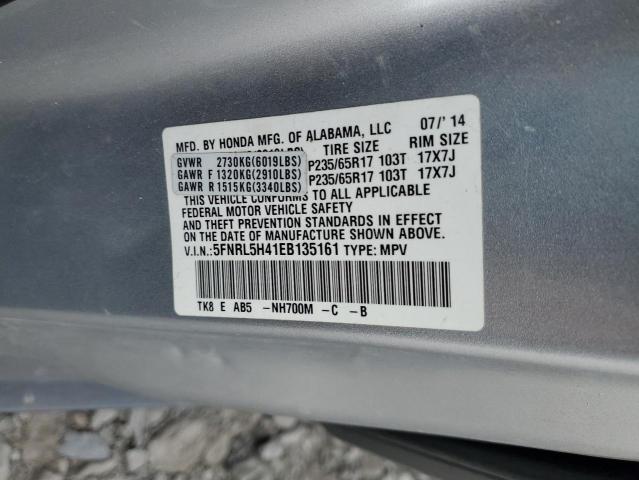 MFD. BY HONDA MFG. OF ALABAMA, LLC 07/'14
TIRE SIZE RIM SIZE
GVWR 2730KG(6019LBS)
GAWR F 1320KG(2910LBS) P235/65R17 103T 17X7J
GAWR R 1515KG(3340LBS) P235/65R17 103T 17X7J
THIS VEHICLE CONFORMS TO ALL APPLICABLE
FEDERAL MOTOR VEHICLE SAFETY
AND THEFT PREVENTION STANDARDS IN EFFECT
ON THE DATE OF MANUFACTURE SHOWN ABOVE.
V.I.N.: 5FNRL5H41EB135161 TYPE: MPV
TK8 E AB5 -NH700M -C -B